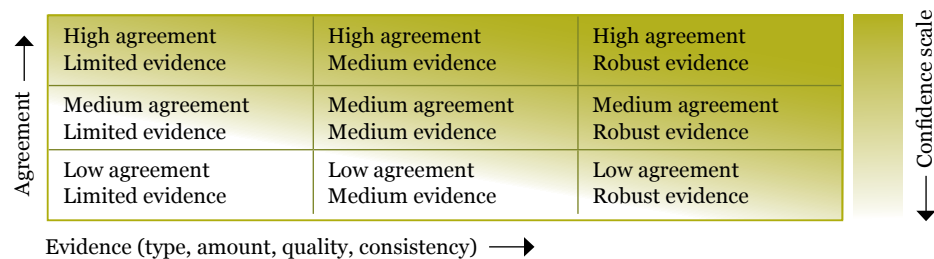 High agreement
Limited evidence
High agreement
Medium evidence
High agreement
Robust evidence
Medium agreement
Limited evidence
Medium agreement
Medium evidence
Medium agreement
Robust evidence
Low agreement
Limited evidence
Low agreement
Medium evidence
Low agreement
Robust evidence
Agreement
Evidence (type, amount, quality, consistency)
Confidence scale